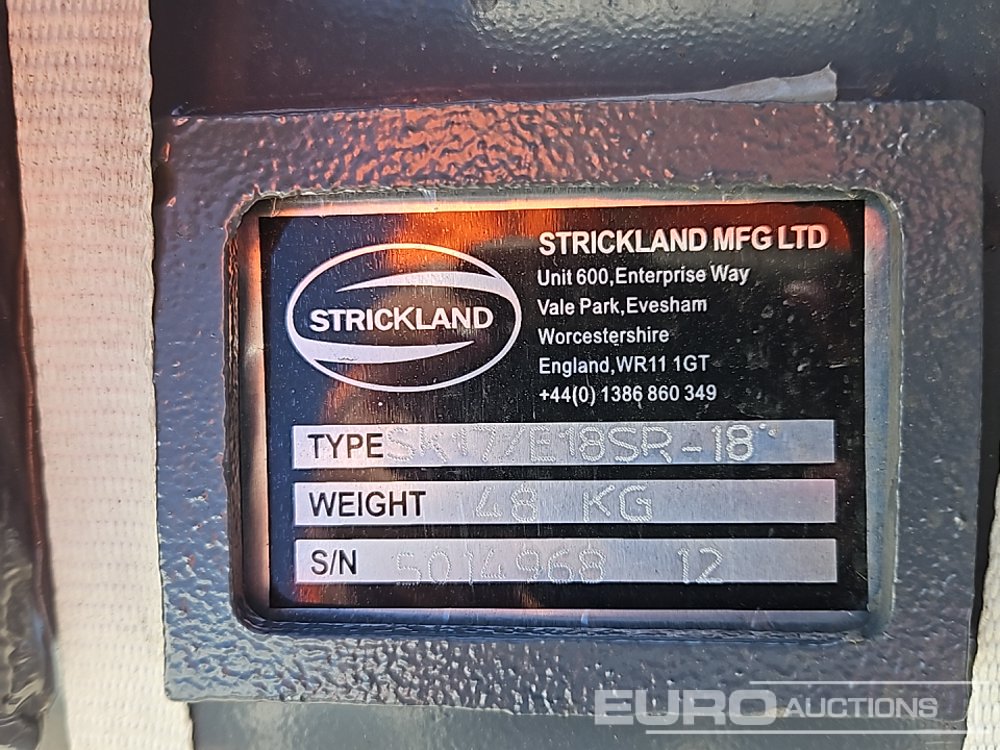 STRICKLAND
STRICKLAND MFG LTD
Unit 600,Enterprise Way
Vale Park,Evesham
Worcestershire
England,WR11 1GT
+44(0) 1386 860 349
TYPE SK17//E18SR-18"
WEIGHT 48 KG
S/N 5014968 12
EURO AUCTIONS